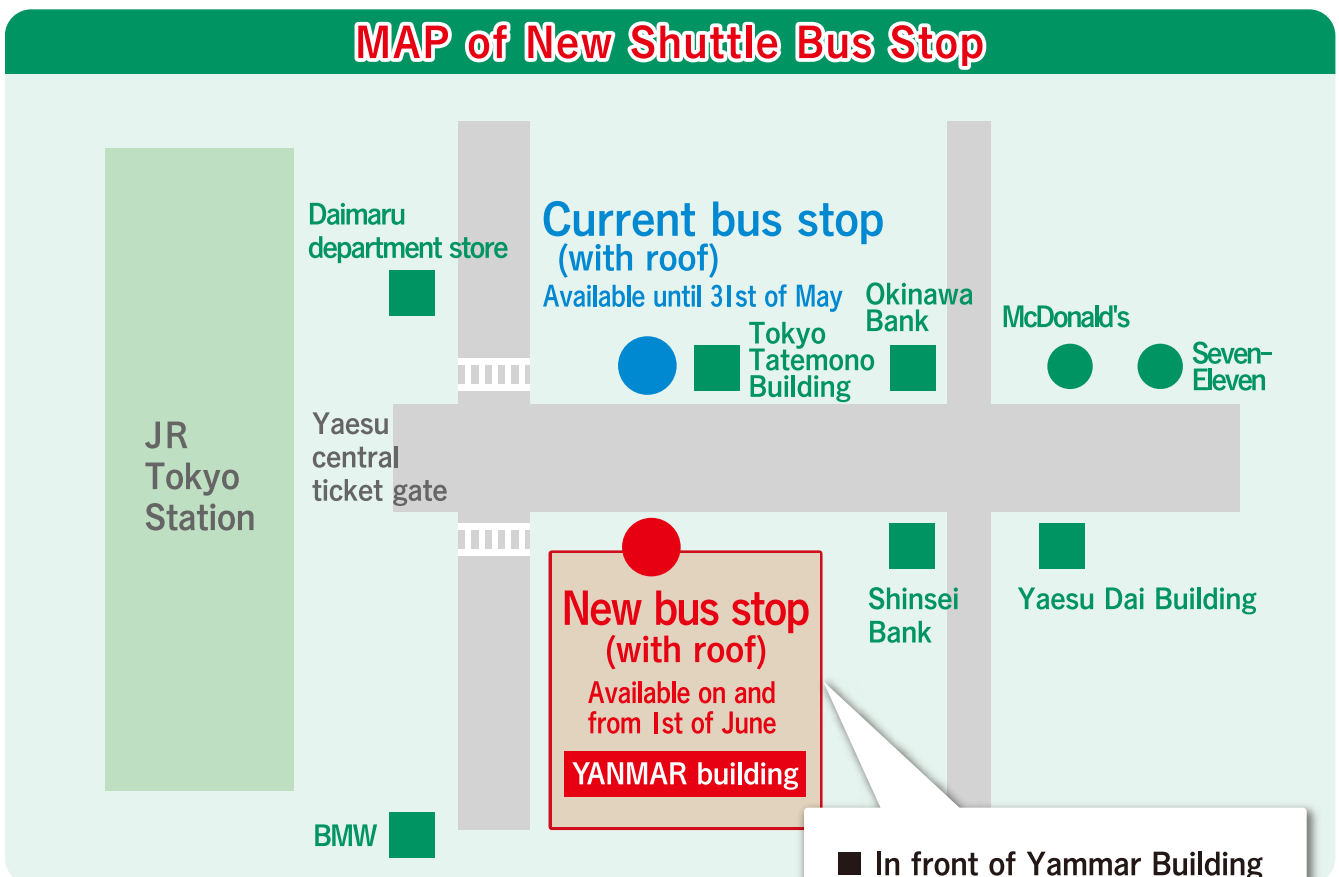 MAP of New Shuttle Bus Stop
Daimaru
department store
Current bus stop
(with roof)
Available until 31st of May
Okinawa
Bank
McDonald's
Tokyo
Tatemono
Building
Seven-
Eleven
JR
Tokyo
Station
Yaesu
central
ticket gate
New bus stop
(with roof)
Available on and
from 1st of June
YANMAR building
Shinsei
Bank
Yaesu Dai Building
BMW
■ In front of Yammar Building